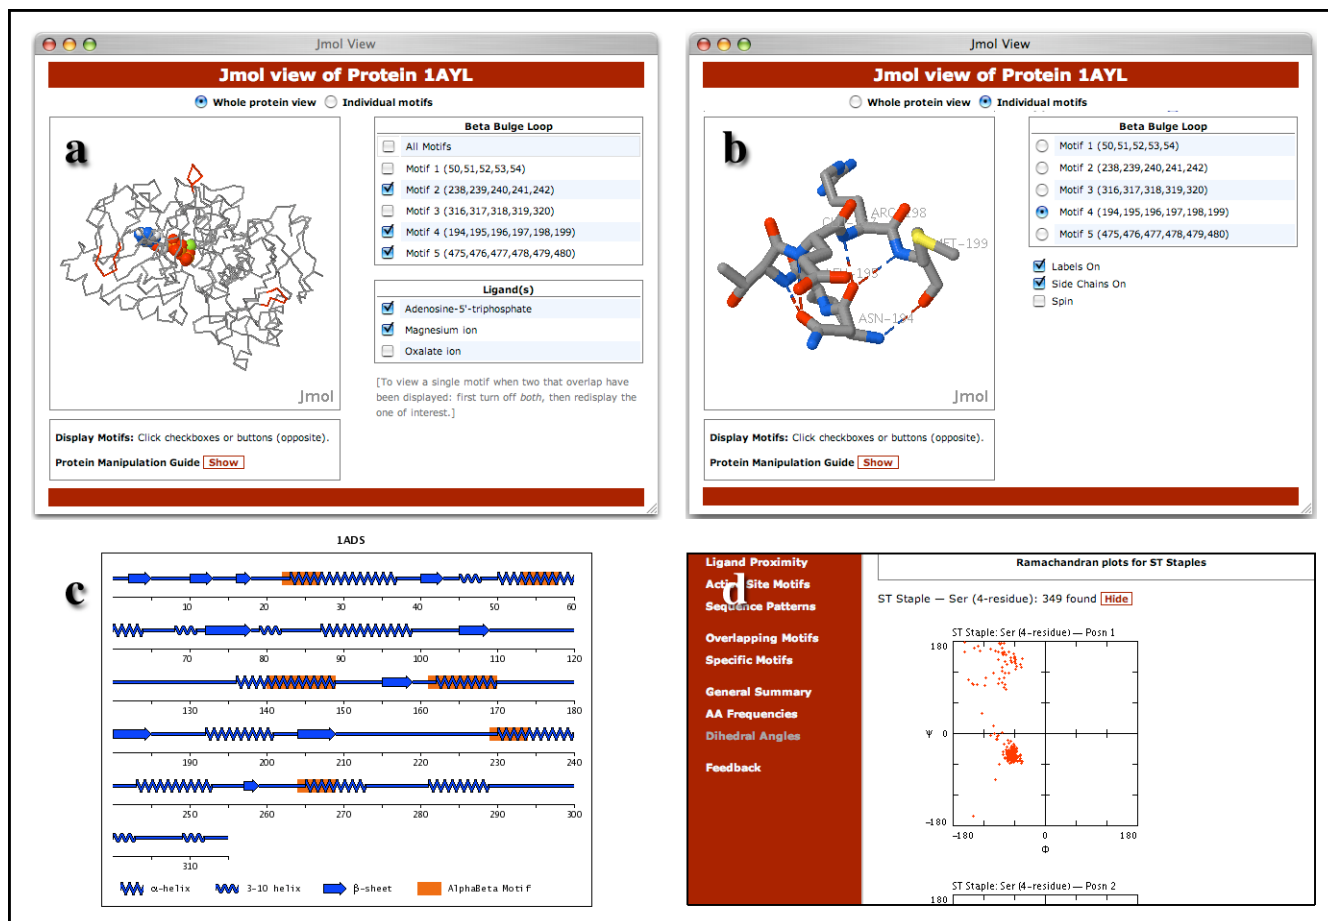 Jmol View
Jmol view of Protein 1AYL
Whole protein view Individual motifs
a
Jmol
Beta Bulge Loop
All Motifs
Motif 1 (50,51,52,53,54)
Motif 2 (238,239,240,241,242)
Motif 3 (316,317,318,319,320)
Motif 4 (194,195,196,197,198,199)
Motif 5 (475,476,477,478,479,480)
Ligand(s)
Adenosine-5'-triphosphate
Magnesium ion
Oxalate ion
[To view a single motif when two that overlap have
been displayed: first turn off both, then redisplay the
one of interest.]
Display Motifs: Click checkboxes or buttons (opposite).
Protein Manipulation Guide Show
Jmol View
Jmol view of Protein 1AYL
Whole protein view Individual motifs
b
ASN-194
Jmol
Beta Bulge Loop
Motif 1 (50,51,52,53,54)
Motif 2 (238,239,240,241,242)
Motif 3 (316,317,318,319,320)
Motif 4 (194,195,196,197,198,199)
Motif 5 (475,476,477,478,479,480)
Labels On
Side Chains On
Spin
Display Motifs: Click checkboxes or buttons (opposite).
Protein Manipulation Guide Show
1ADS
c
10 20 30 40 50 60
70 80 90 100 110 120
130 140 150 160 170 180
190 200 210 220 230 240
250 260 270 280 290 300
310
α-helix 3-10 helix β-sheet AlphaBeta Motif
d
Ligand Proximity
Active Site Motifs
Sequence Patterns
Overlapping Motifs
Specific Motifs
General Summary
AA Frequencies
Dihedral Angles
Feedback
Ramachandran plots for ST Staples
ST Staple — Ser (4-residue): 349 found Hide
ST Staple: Ser (4-residue) — Posn 1
180
Ψ 0
-180
-180 0 180
Φ
ST Staple: Ser (4-residue) — Posn 2
180